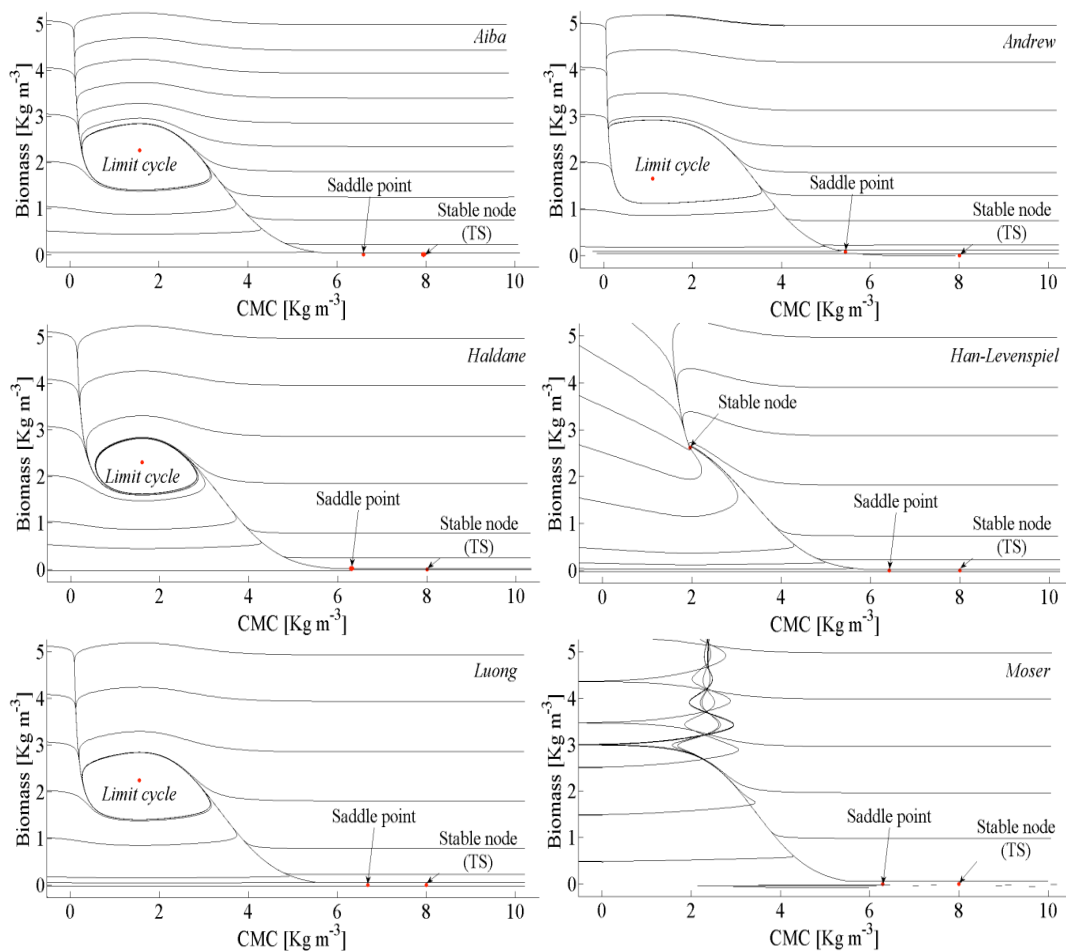 Aiba
Biomass [Kg m-3]
5
4
3
2
1
0
Limit cycle
Saddle point
Stable node
(TS)
0 2 4 6 8 10
CMC [Kg m-3]
Andrew
Biomass [Kg m-3]
5
4
3
2
1
0
Limit cycle
Saddle point
Stable node
(TS)
0 2 4 6 8 10
CMC [Kg m-3]
Haldane
Biomass [Kg m-3]
5
4
3
2
1
0
Limit cycle
Saddle point
Stable node
(TS)
0 2 4 6 8 10
CMC [Kg m-3]
Han-Levenspiel
Biomass [Kg m-3]
5
4
3
2
1
0
Stable node
Saddle point
Stable node
(TS)
0 2 4 6 8 10
CMC [Kg m-3]
Luong
Biomass [Kg m-3]
5
4
3
2
1
0
Limit cycle
Saddle point
Stable node
(TS)
0 2 4 6 8 10
CMC [Kg m-3]
Moser
Biomass [Kg m-3]
5
4
3
2
1
0
Saddle point
Stable node
(TS)
0 2 4 6 8 10
CMC [Kg m-3]